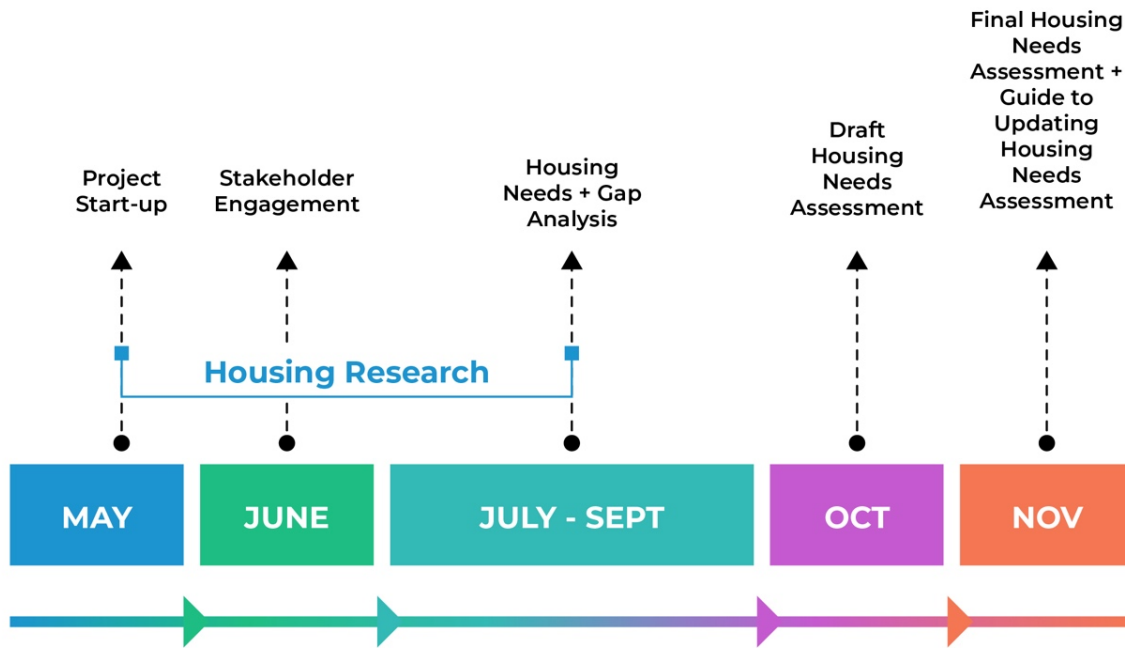 Project
Start-up
Stakeholder
Engagement
Housing
Needs + Gap
Analysis
Draft
Housing
Needs
Assessment
Final Housing
Needs
Assessment +
Guide to
Updating
Housing
Needs
Assessment
Housing Research
MAY
JUNE
JULY - SEPT
OCT
NOV